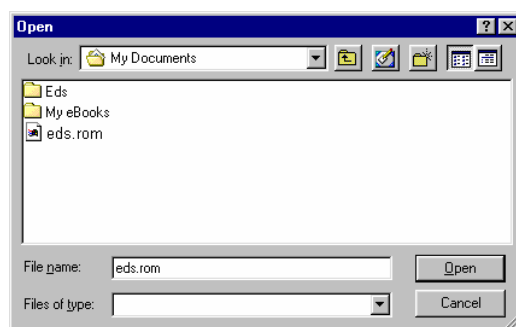 Open
Look in: My Documents
Eds
My eBooks
eds.rom
File name: eds.rom Open
Files of type: Cancel